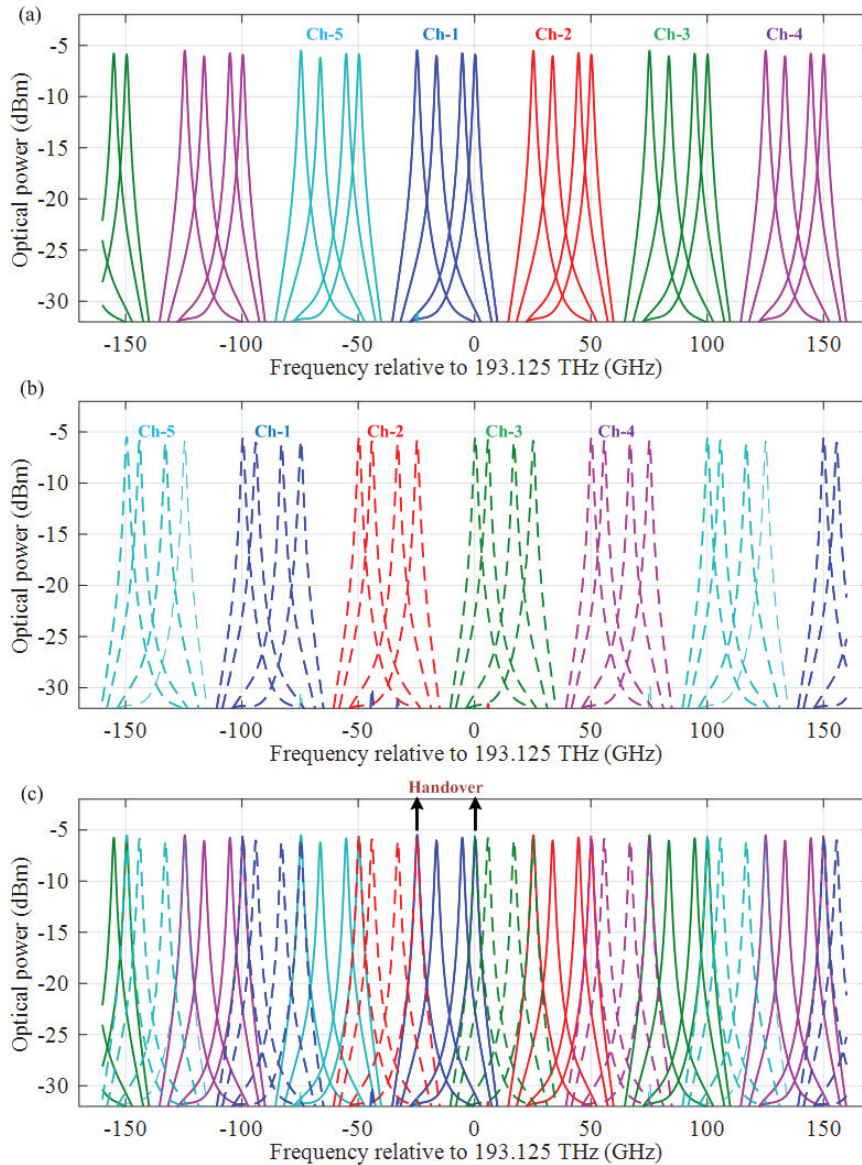 (a)
Ch-5 Ch-1 Ch-2 Ch-3 Ch-4
Optical power (dBm)
-5
-10
-15
-20
-25
-30
-150 -100 -50 0 50 100 150
Frequency relative to 193.125 THz (GHz)
(b)
Ch-5 Ch-1 Ch-2 Ch-3 Ch-4
Optical power (dBm)
-5
-10
-15
-20
-25
-30
-150 -100 -50 0 50 100 150
Frequency relative to 193.125 THz (GHz)
(c)
Handover
Optical power (dBm)
-5
-10
-15
-20
-25
-30
-150 -100 -50 0 50 100 150
Frequency relative to 193.125 THz (GHz)